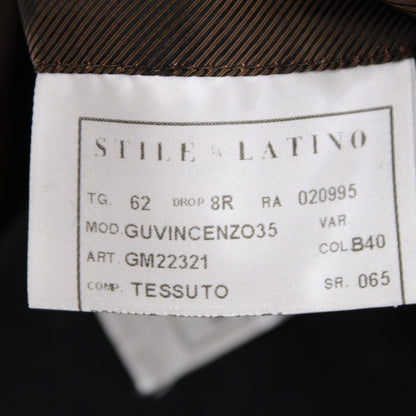 STILE LATINO
TG. 62 DROP 8R RA 020995
MOD. GUVINCENZO35 VAR.
ART. GM22321 COL. B40
COMP. TESSUTO SR. 065